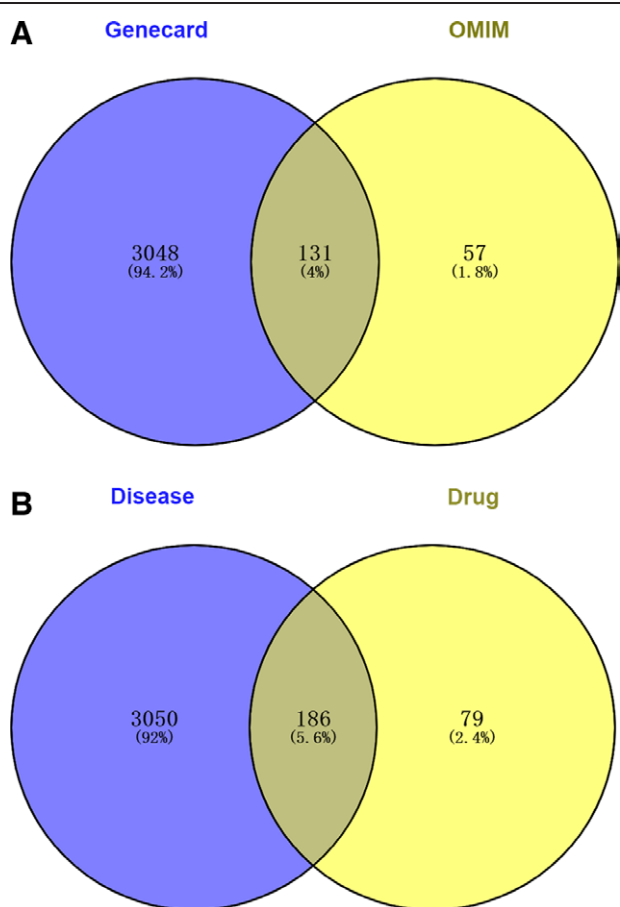 A
Genecard OMIM
3048 131 57
(94.2%) (4%) (1.8%)
B
Disease Drug
3050 186 79
(92%) (5.6%) (2.4%)